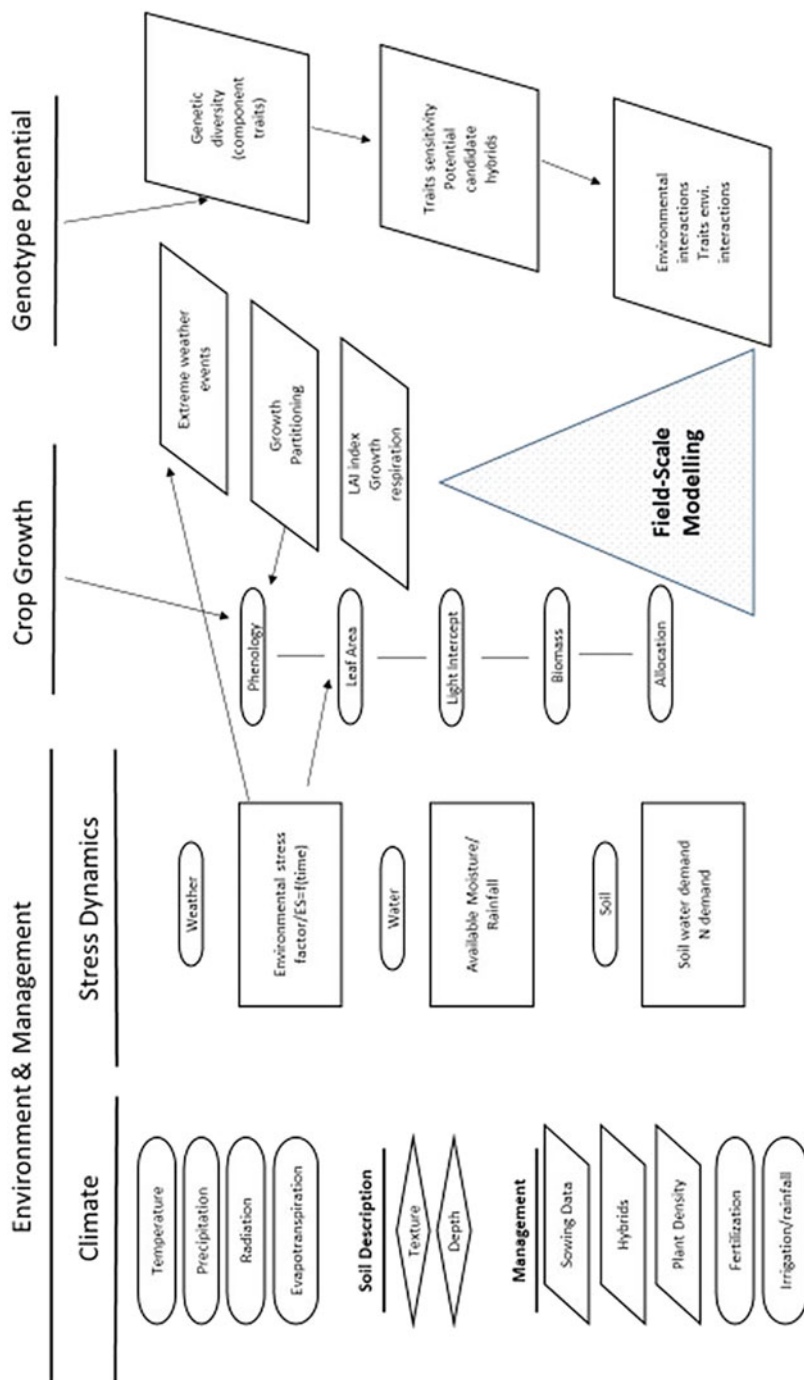 Environment & Management
Climate
Temperature
Precipitation
Radiation
Evapotranspiration
Soil Description
Texture
Depth
Management
Sowing Data
Hybrids
Plant Density
Fertilization
Irrigation/rainfall
Stress Dynamics
Weather
Environmental stress
factor/ES=f(time)
Water
Available Moisture/
Rainfall
Soil
Soil water demand
N demand
Crop Growth
Phenology
Leaf Area
Light Intercept
Biomass
Allocation
Extreme weather
events
Growth
Partitioning
LAI index
Growth
respiration
Field-Scale
Modelling
Genotype Potential
Genetic
diversity
(component
traits)
Traits sensitivity
Potential
candidate
hybrids
Environmental
interactions
Traits envi.
interactions